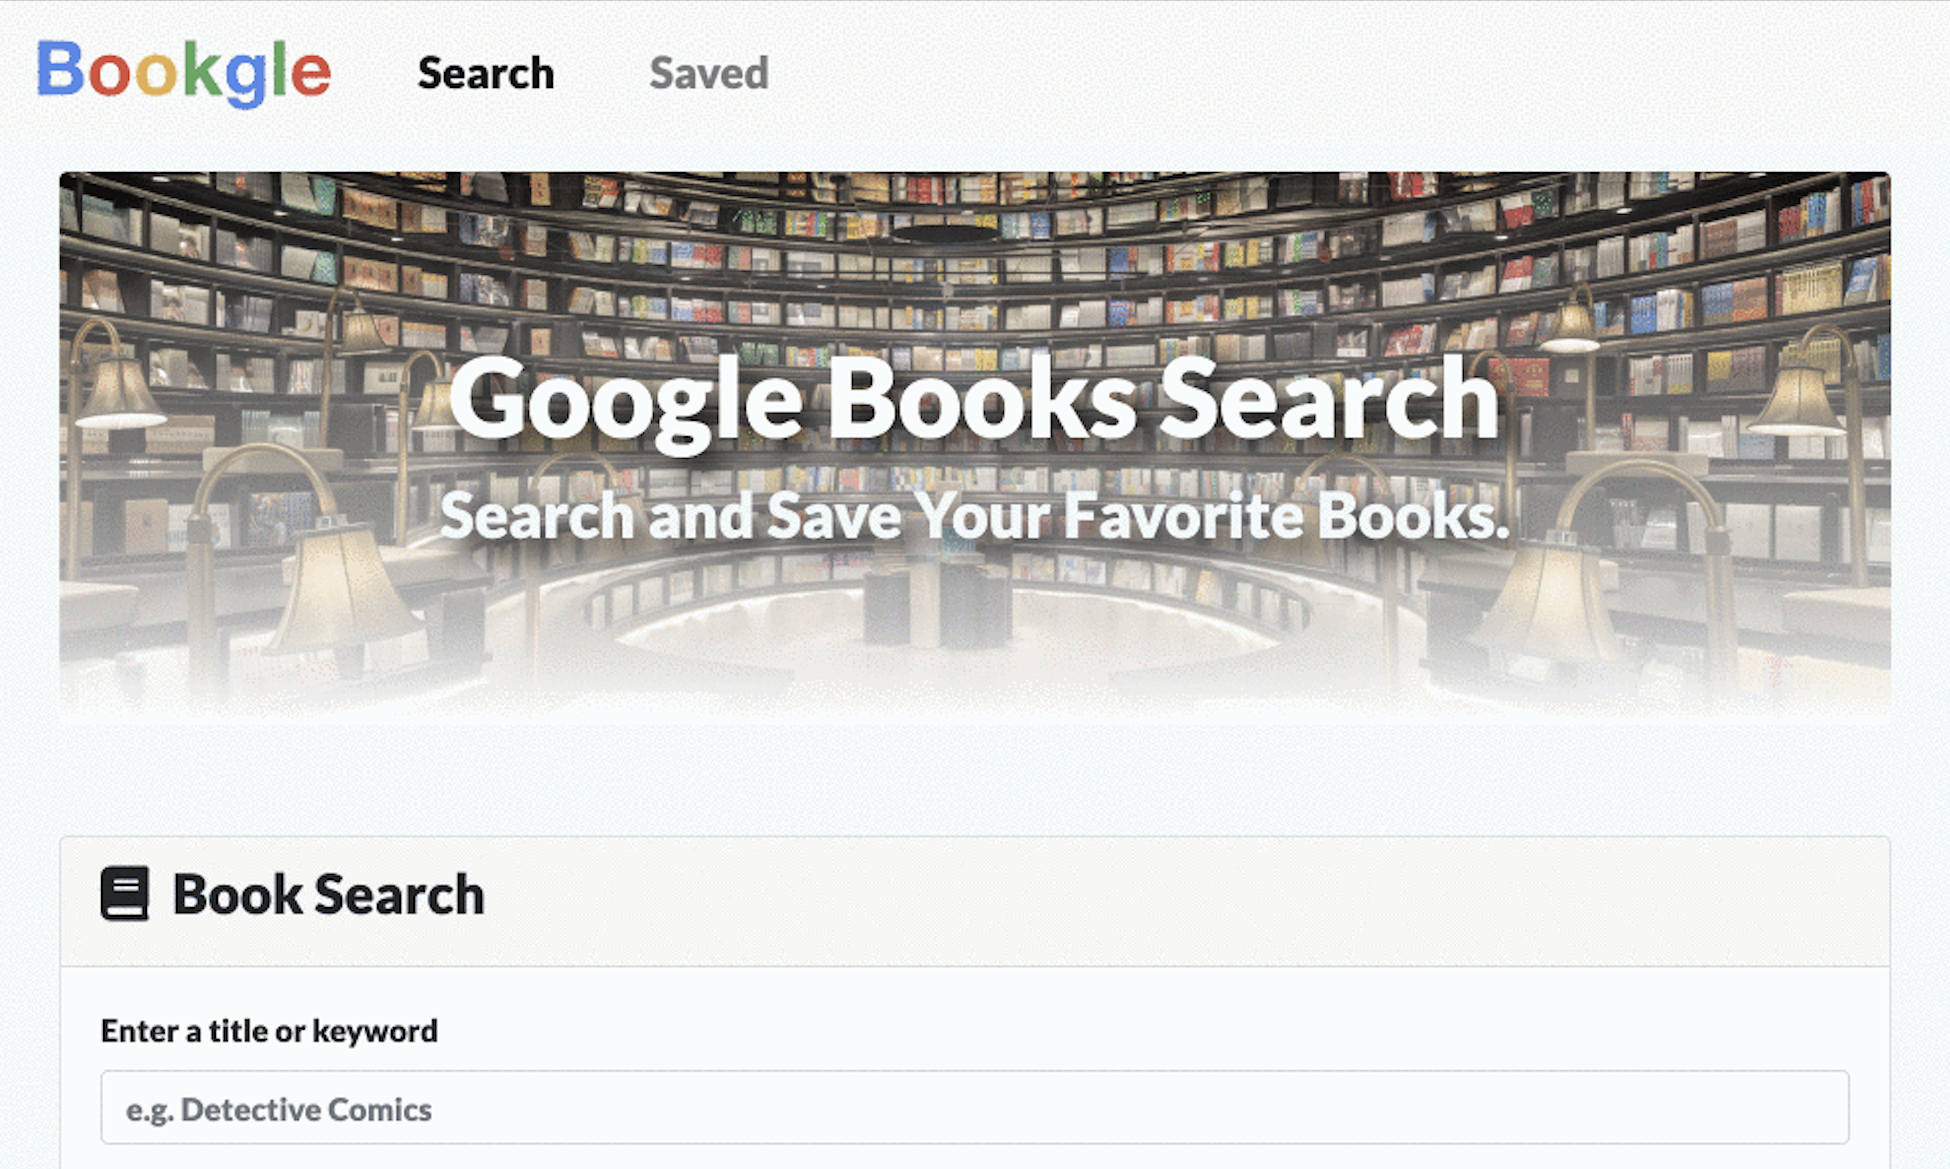 Bookgle
Search
Saved
Google Books Search
Search and Save Your Favorite Books.
Book Search
Enter a title or keyword
e.g. Detective Comics